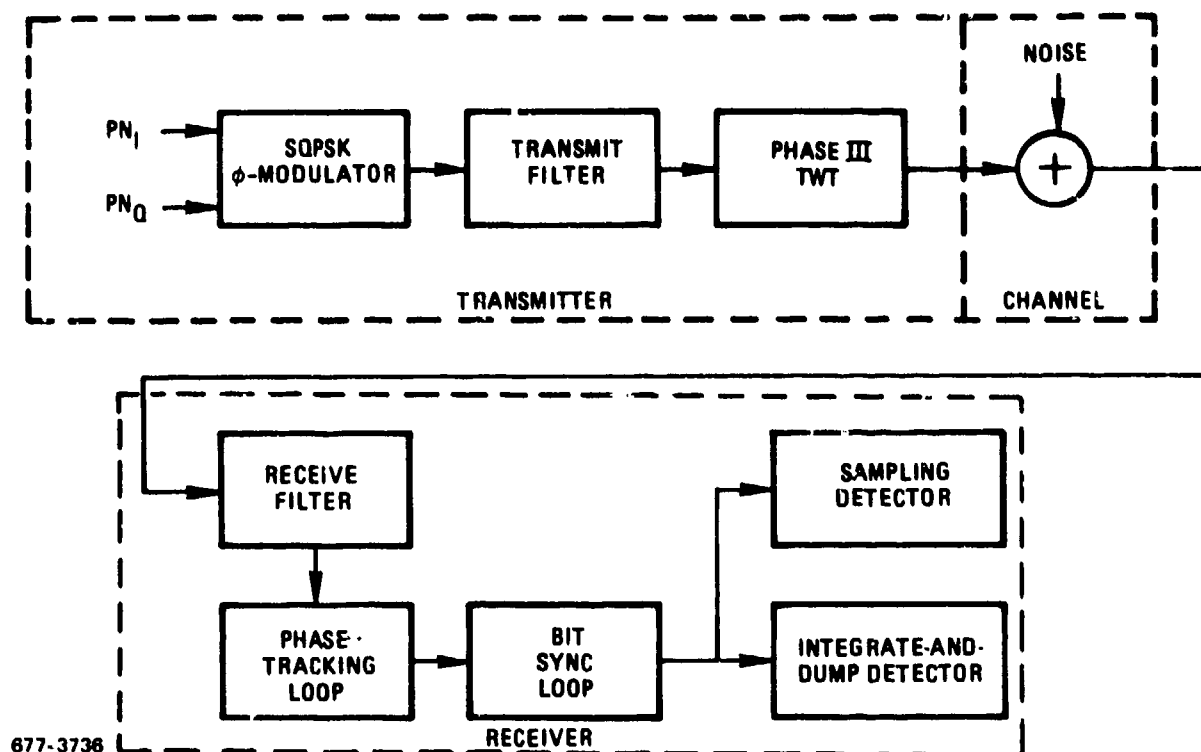 NOISE
PN_I
PN_Q
SQPSK
ϕ-MODULATOR
TRANSMIT
FILTER
PHASE III
TWT
+
TRANSMITTER
CHANNEL
RECEIVE
FILTER
SAMPLING
DETECTOR
PHASE-
TRACKING
LOOP
BIT
SYNC
LOOP
INTEGRATE-AND-
DUMP DETECTOR
677-3736
RECEIVER